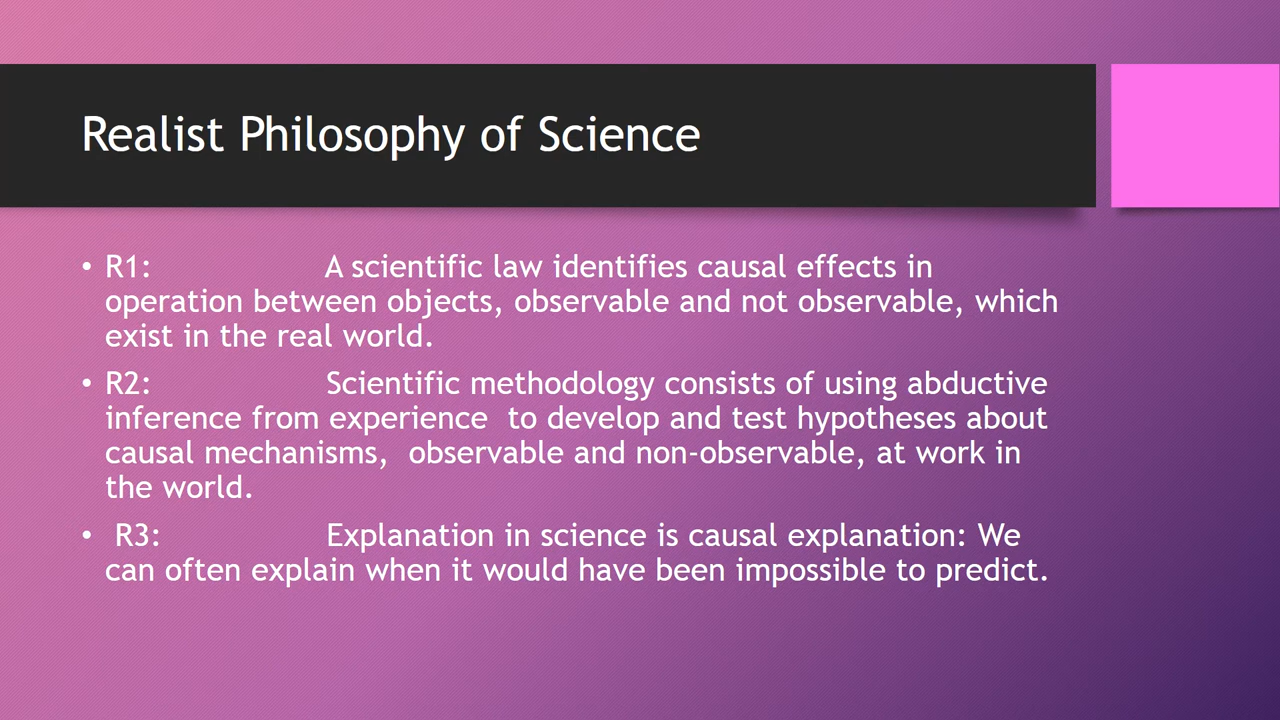 Realist Philosophy of Science
• R1: A scientific law identifies causal effects in
operation between objects, observable and not observable, which
exist in the real world.
• R2: Scientific methodology consists of using abductive
inference from experience  to develop and test hypotheses about
causal mechanisms,  observable and non-observable, at work in
the world.
• R3: Explanation in science is causal explanation: We
can often explain when it would have been impossible to predict.